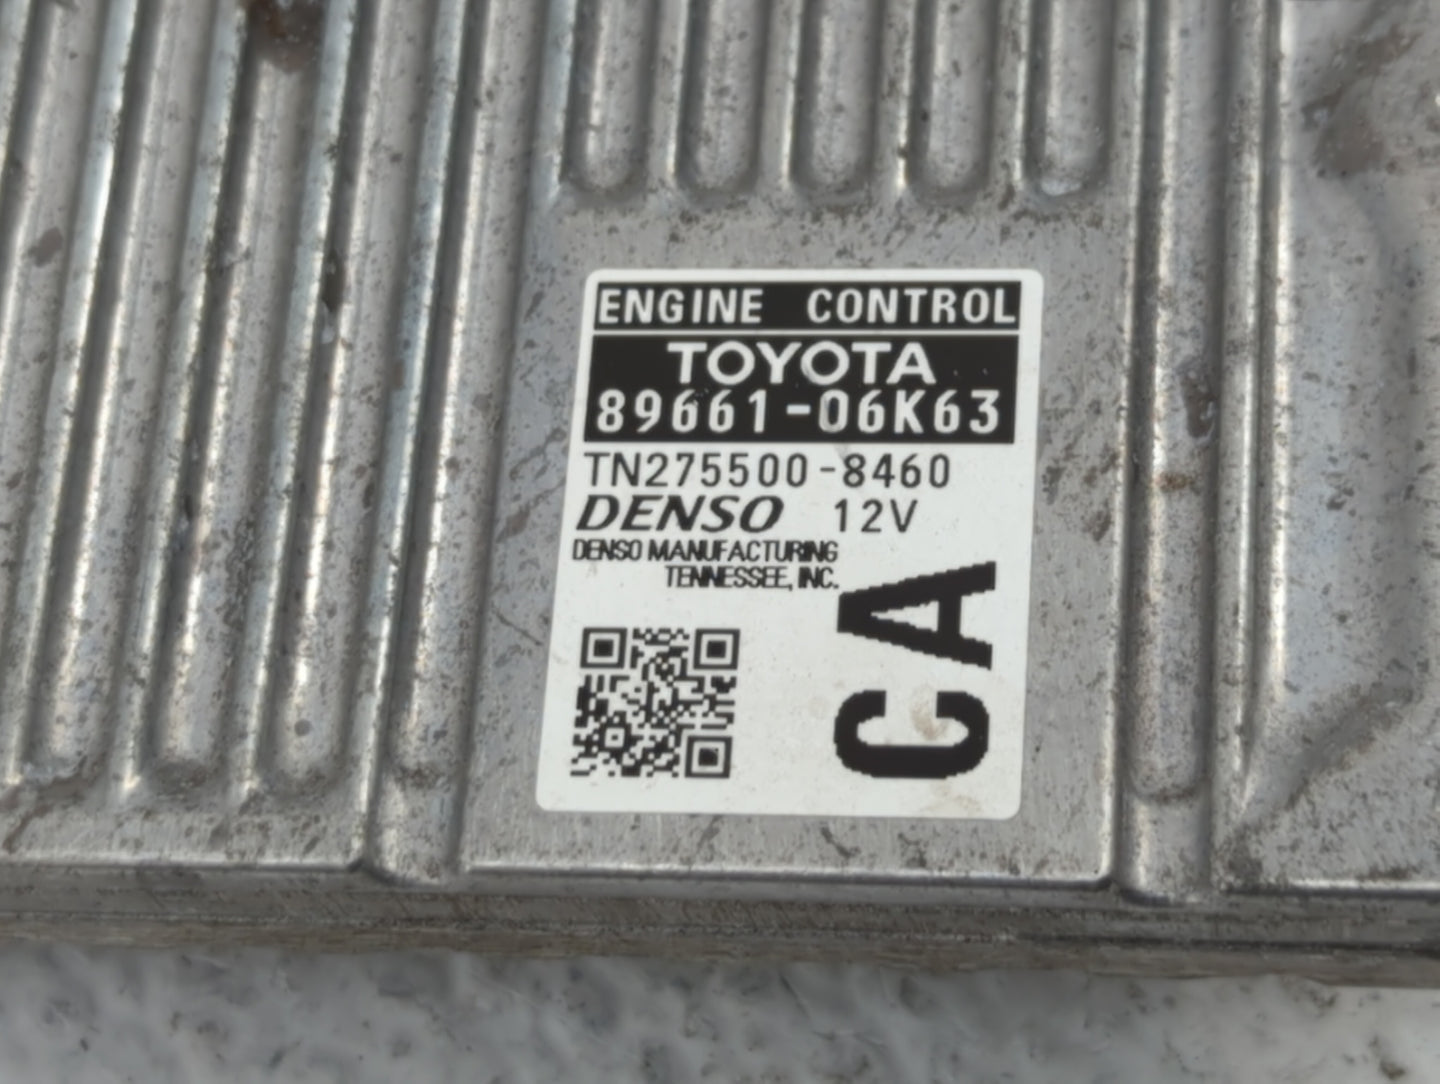 ENGINE CONTROL
TOYOTA
89661-06K63
TN275500-8460
DENSO 12V
DENSO MANUFACTURING
TENNESSEE, INC.
CA